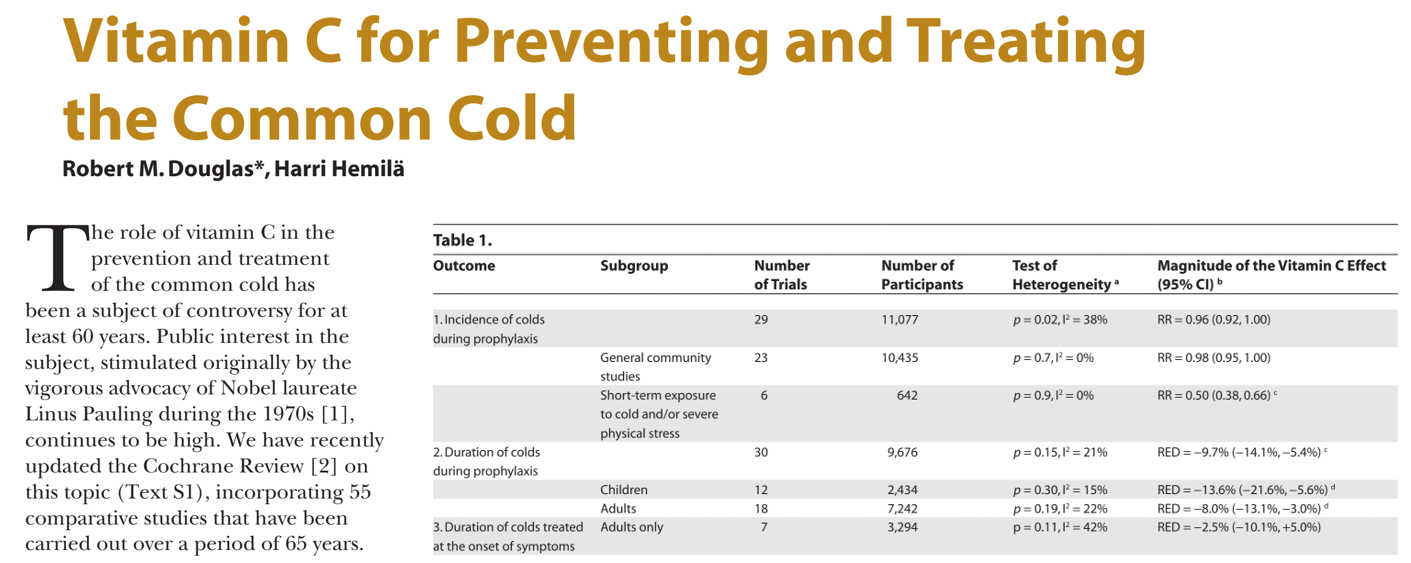 Vitamin C for Preventing and Treating
the Common Cold
Robert M. Douglas*, Harri Hemilä
The role of vitamin C in the
prevention and treatment
of the common cold has
been a subject of controversy for at
least 60 years. Public interest in the
subject, stimulated originally by the
vigorous advocacy of Nobel laureate
Linus Pauling during the 1970s [1],
continues to be high. We have recently
updated the Cochrane Review [2] on
this topic (Text S1), incorporating 55
comparative studies that have been
carried out over a period of 65 years.
Table 1.
Outcome Subgroup Number Number of Test of Magnitude of the Vitamin C Effect
of Trials Participants Heterogeneity a (95% CI) b
1. Incidence of colds 29 11,077 p = 0.02, I² = 38% RR = 0.96 (0.92, 1.00)
during prophylaxis
General community 23 10,435 p = 0.7, I² = 0% RR = 0.98 (0.95, 1.00)
studies
Short-term exposure 6 642 p = 0.9, I² = 0% RR = 0.50 (0.38, 0.66) c
to cold and/or severe
physical stress
2. Duration of colds 30 9,676 p = 0.15, I² = 21% RED = −9.7% (−14.1%, −5.4%) c
during prophylaxis
Children 12 2,434 p = 0.30, I² = 15% RED = −13.6% (−21.6%, −5.6%) d
Adults 18 7,242 p = 0.19, I² = 22% RED = −8.0% (−13.1%, −3.0%) d
3. Duration of colds treated Adults only 7 3,294 p = 0.11, I² = 42% RED = −2.5% (−10.1%, +5.0%)
at the onset of symptoms